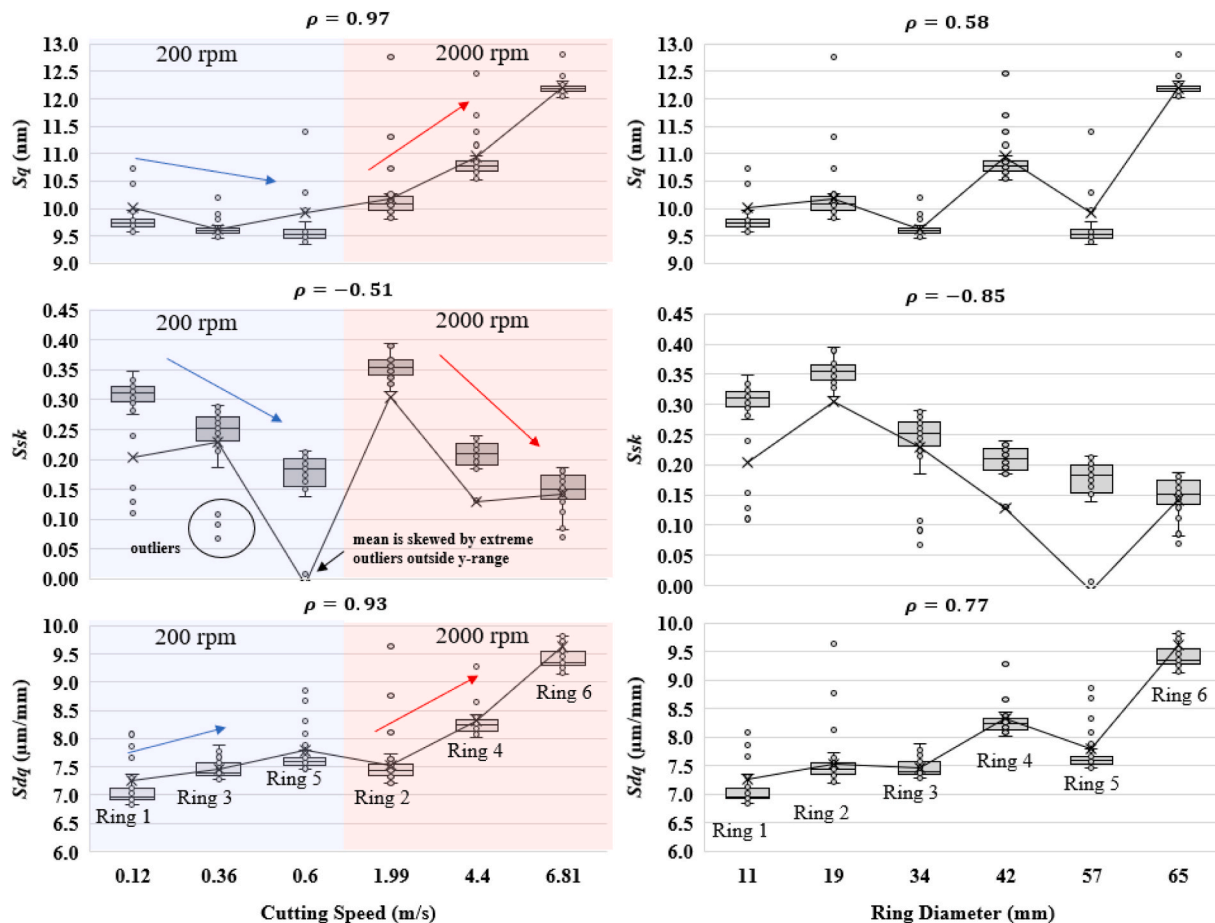 ρ = 0.97
200 rpm
2000 rpm
13.0
12.5
12.0
11.5
11.0
10.5
10.0
9.5
9.0
Sq (nm)
ρ = 0.58
13.0
12.5
12.0
11.5
11.0
10.5
10.0
9.5
9.0
Sq (nm)
ρ = −0.51
200 rpm
2000 rpm
0.45
0.40
0.35
0.30
0.25
0.20
0.15
0.10
0.05
0.00
Ssk
outliers
mean is skewed by extreme
outliers outside y-range
ρ = −0.85
0.45
0.40
0.35
0.30
0.25
0.20
0.15
0.10
0.05
0.00
Ssk
ρ = 0.93
200 rpm
2000 rpm
10.0
9.5
9.0
8.5
8.0
7.5
7.0
6.5
6.0
Sdq (μm/mm)
Ring 1
Ring 3
Ring 5
Ring 2
Ring 4
Ring 6
0.12 0.36 0.6 1.99 4.4 6.81
Cutting Speed (m/s)
ρ = 0.77
10.0
9.5
9.0
8.5
8.0
7.5
7.0
6.5
6.0
Sdq (μm/mm)
Ring 1
Ring 2
Ring 3
Ring 4
Ring 5
Ring 6
11 19 34 42 57 65
Ring Diameter (mm)